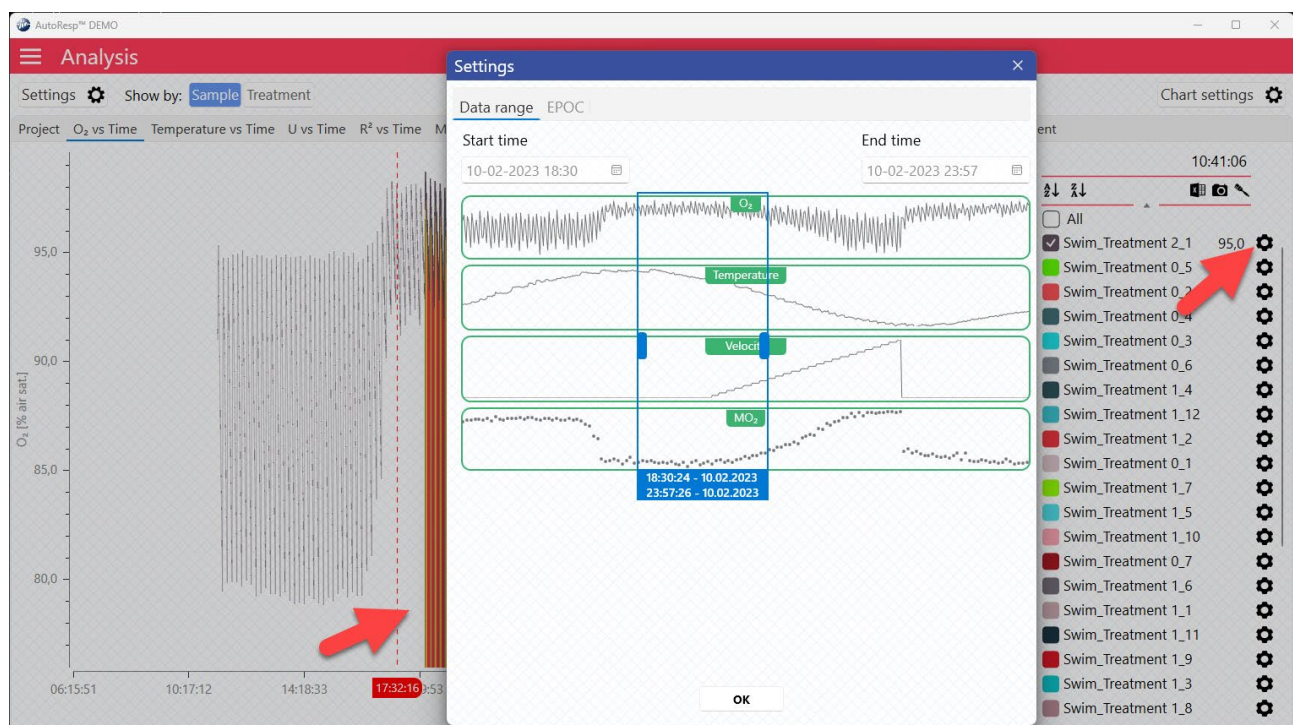 AutoResp™ DEMO
Analysis
Settings
Show by: Sample Treatment
Chart settings
Project O₂ vs Time Temperature vs Time U vs Time R² vs Time
Settings
Data range EPOC
Start time
End time
10-02-2023 18:30
10-02-2023 23:57
O₂
Temperature
Velocit
MO₂
18:30:24 - 10.02.2023
23:57:26 - 10.02.2023
OK
O₂ [% air sat.]
95,0
90,0
85,0
80,0
06:15:51
10:17:12
14:18:33
17:32:16
9:53
10:41:06
All
Swim_Treatment 2_1 95,0
Swim_Treatment 0_5
Swim_Treatment 0_2
Swim_Treatment 0_4
Swim_Treatment 0_3
Swim_Treatment 0_6
Swim_Treatment 1_4
Swim_Treatment 1_12
Swim_Treatment 1_2
Swim_Treatment 0_1
Swim_Treatment 1_7
Swim_Treatment 1_5
Swim_Treatment 1_10
Swim_Treatment 0_7
Swim_Treatment 1_6
Swim_Treatment 1_1
Swim_Treatment 1_11
Swim_Treatment 1_9
Swim_Treatment 1_3
Swim_Treatment 1_8